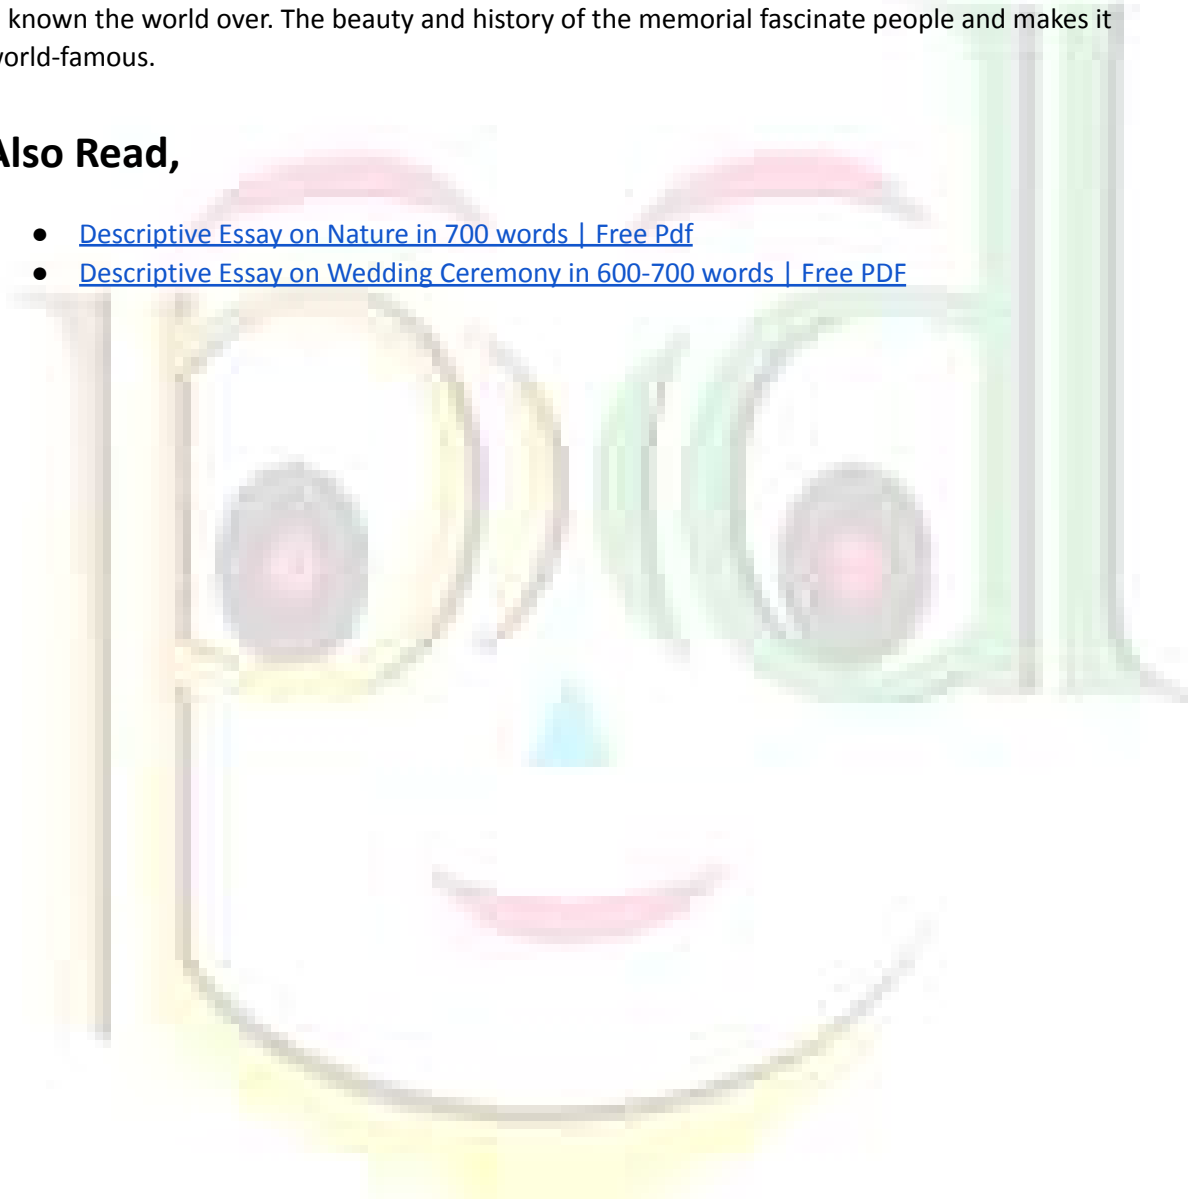 known the world over. The beauty and history of the memorial fascinate people and makes it
world-famous.
Also Read,
● Descriptive Essay on Nature in 700 words | Free Pdf
● Descriptive Essay on Wedding Ceremony in 600-700 words | Free PDF